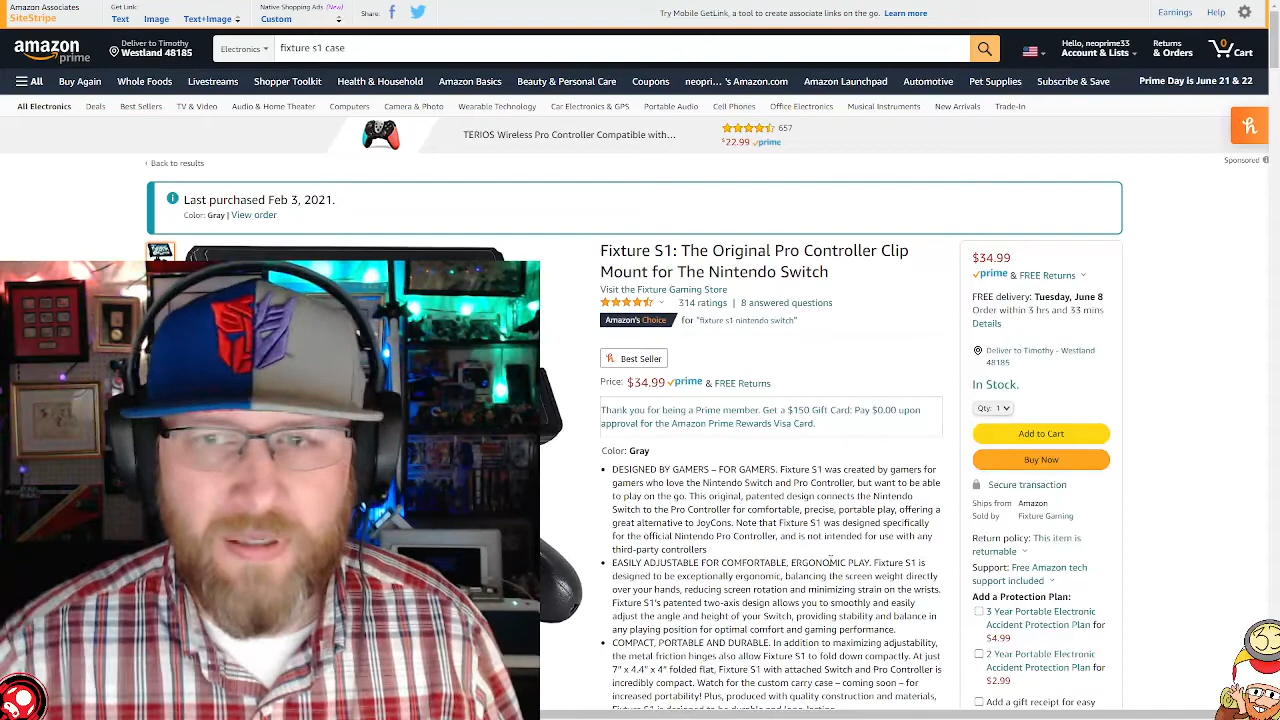 Amazon Associates
SiteStripe
Get Link:
Text Image Text+Image
Native Shopping Ads (New)
Custom
Share:
Try Mobile GetLink, a tool to create associate links on the go. Learn more
Earnings Help
amazon
prime
Deliver to Timothy
Westland 48185
Electronics
fixture s1 case
Hello, neoprime33
Account & Lists
Returns
& Orders
0
Cart
All Buy Again Whole Foods Livestreams Shopper Toolkit Health & Household Amazon Basics Beauty & Personal Care Coupons neopri... 's Amazon.com Amazon Launchpad Automotive Pet Supplies Subscribe & Save Prime Day is June 21 & 22
All Electronics Deals Best Sellers TV & Video Audio & Home Theater Computers Camera & Photo Wearable Technology Car Electronics & GPS Portable Audio Cell Phones Office Electronics Musical Instruments New Arrivals Trade-In
TERIOS Wireless Pro Controller Compatible with...
657
$22.99 prime
Sponsored
‹ Back to results
Last purchased Feb 3, 2021.
Color: Gray | View order
Fixture S1: The Original Pro Controller Clip
Mount for The Nintendo Switch
Visit the Fixture Gaming Store
314 ratings | 8 answered questions
Amazon's Choice for "fixture s1 nintendo switch"
Best Seller
Price: $34.99 prime & FREE Returns
Thank you for being a Prime member. Get a $150 Gift Card: Pay $0.00 upon
approval for the Amazon Prime Rewards Visa Card.
Color: Gray
• DESIGNED BY GAMERS – FOR GAMERS. Fixture S1 was created by gamers for
gamers who love the Nintendo Switch and Pro Controller, but want to be able
to play on the go. This original, patented design connects the Nintendo
Switch to the Pro Controller for comfortable, precise, portable play, offering a
great alternative to JoyCons. Note that Fixture S1 was designed specifically
for the official Nintendo Pro Controller, and is not intended for use with any
third-party controllers
• EASILY ADJUSTABLE FOR COMFORTABLE, ERGONOMIC PLAY. Fixture S1 is
designed to be exceptionally ergonomic, balancing the screen weight directly
over your hands, reducing screen rotation and minimizing strain on the wrists.
Fixture S1's patented two-axis design allows you to smoothly and easily
adjust the angle and height of your Switch, providing stability and balance in
any playing position for optimal comfort and gaming performance.
• COMPACT, PORTABLE AND DURABLE. In addition to maximizing adjustability,
the metal friction hinges also allow Fixture S1 to fold down compactly. At just
7" x 4.4" x 4" folded flat, Fixture S1 with attached Switch and Pro Controller is
incredibly compact. Watch for the custom carry case – coming soon – for
increased portability! Plus, produced with quality construction and materials,
$34.99
prime & FREE Returns
FREE delivery: Tuesday, June 8
Order within 3 hrs and 33 mins
Details
Deliver to Timothy - Westland
48185
In Stock.
Qty: 1
Add to Cart
Buy Now
Secure transaction
Ships from Amazon
Sold by Fixture Gaming
Return policy: This item is
returnable
Support: Free Amazon tech
support included
Add a Protection Plan:
3 Year Portable Electronic
Accident Protection Plan for
$4.99
2 Year Portable Electronic
Accident Protection Plan for
$2.99
Add a gift receipt for easy